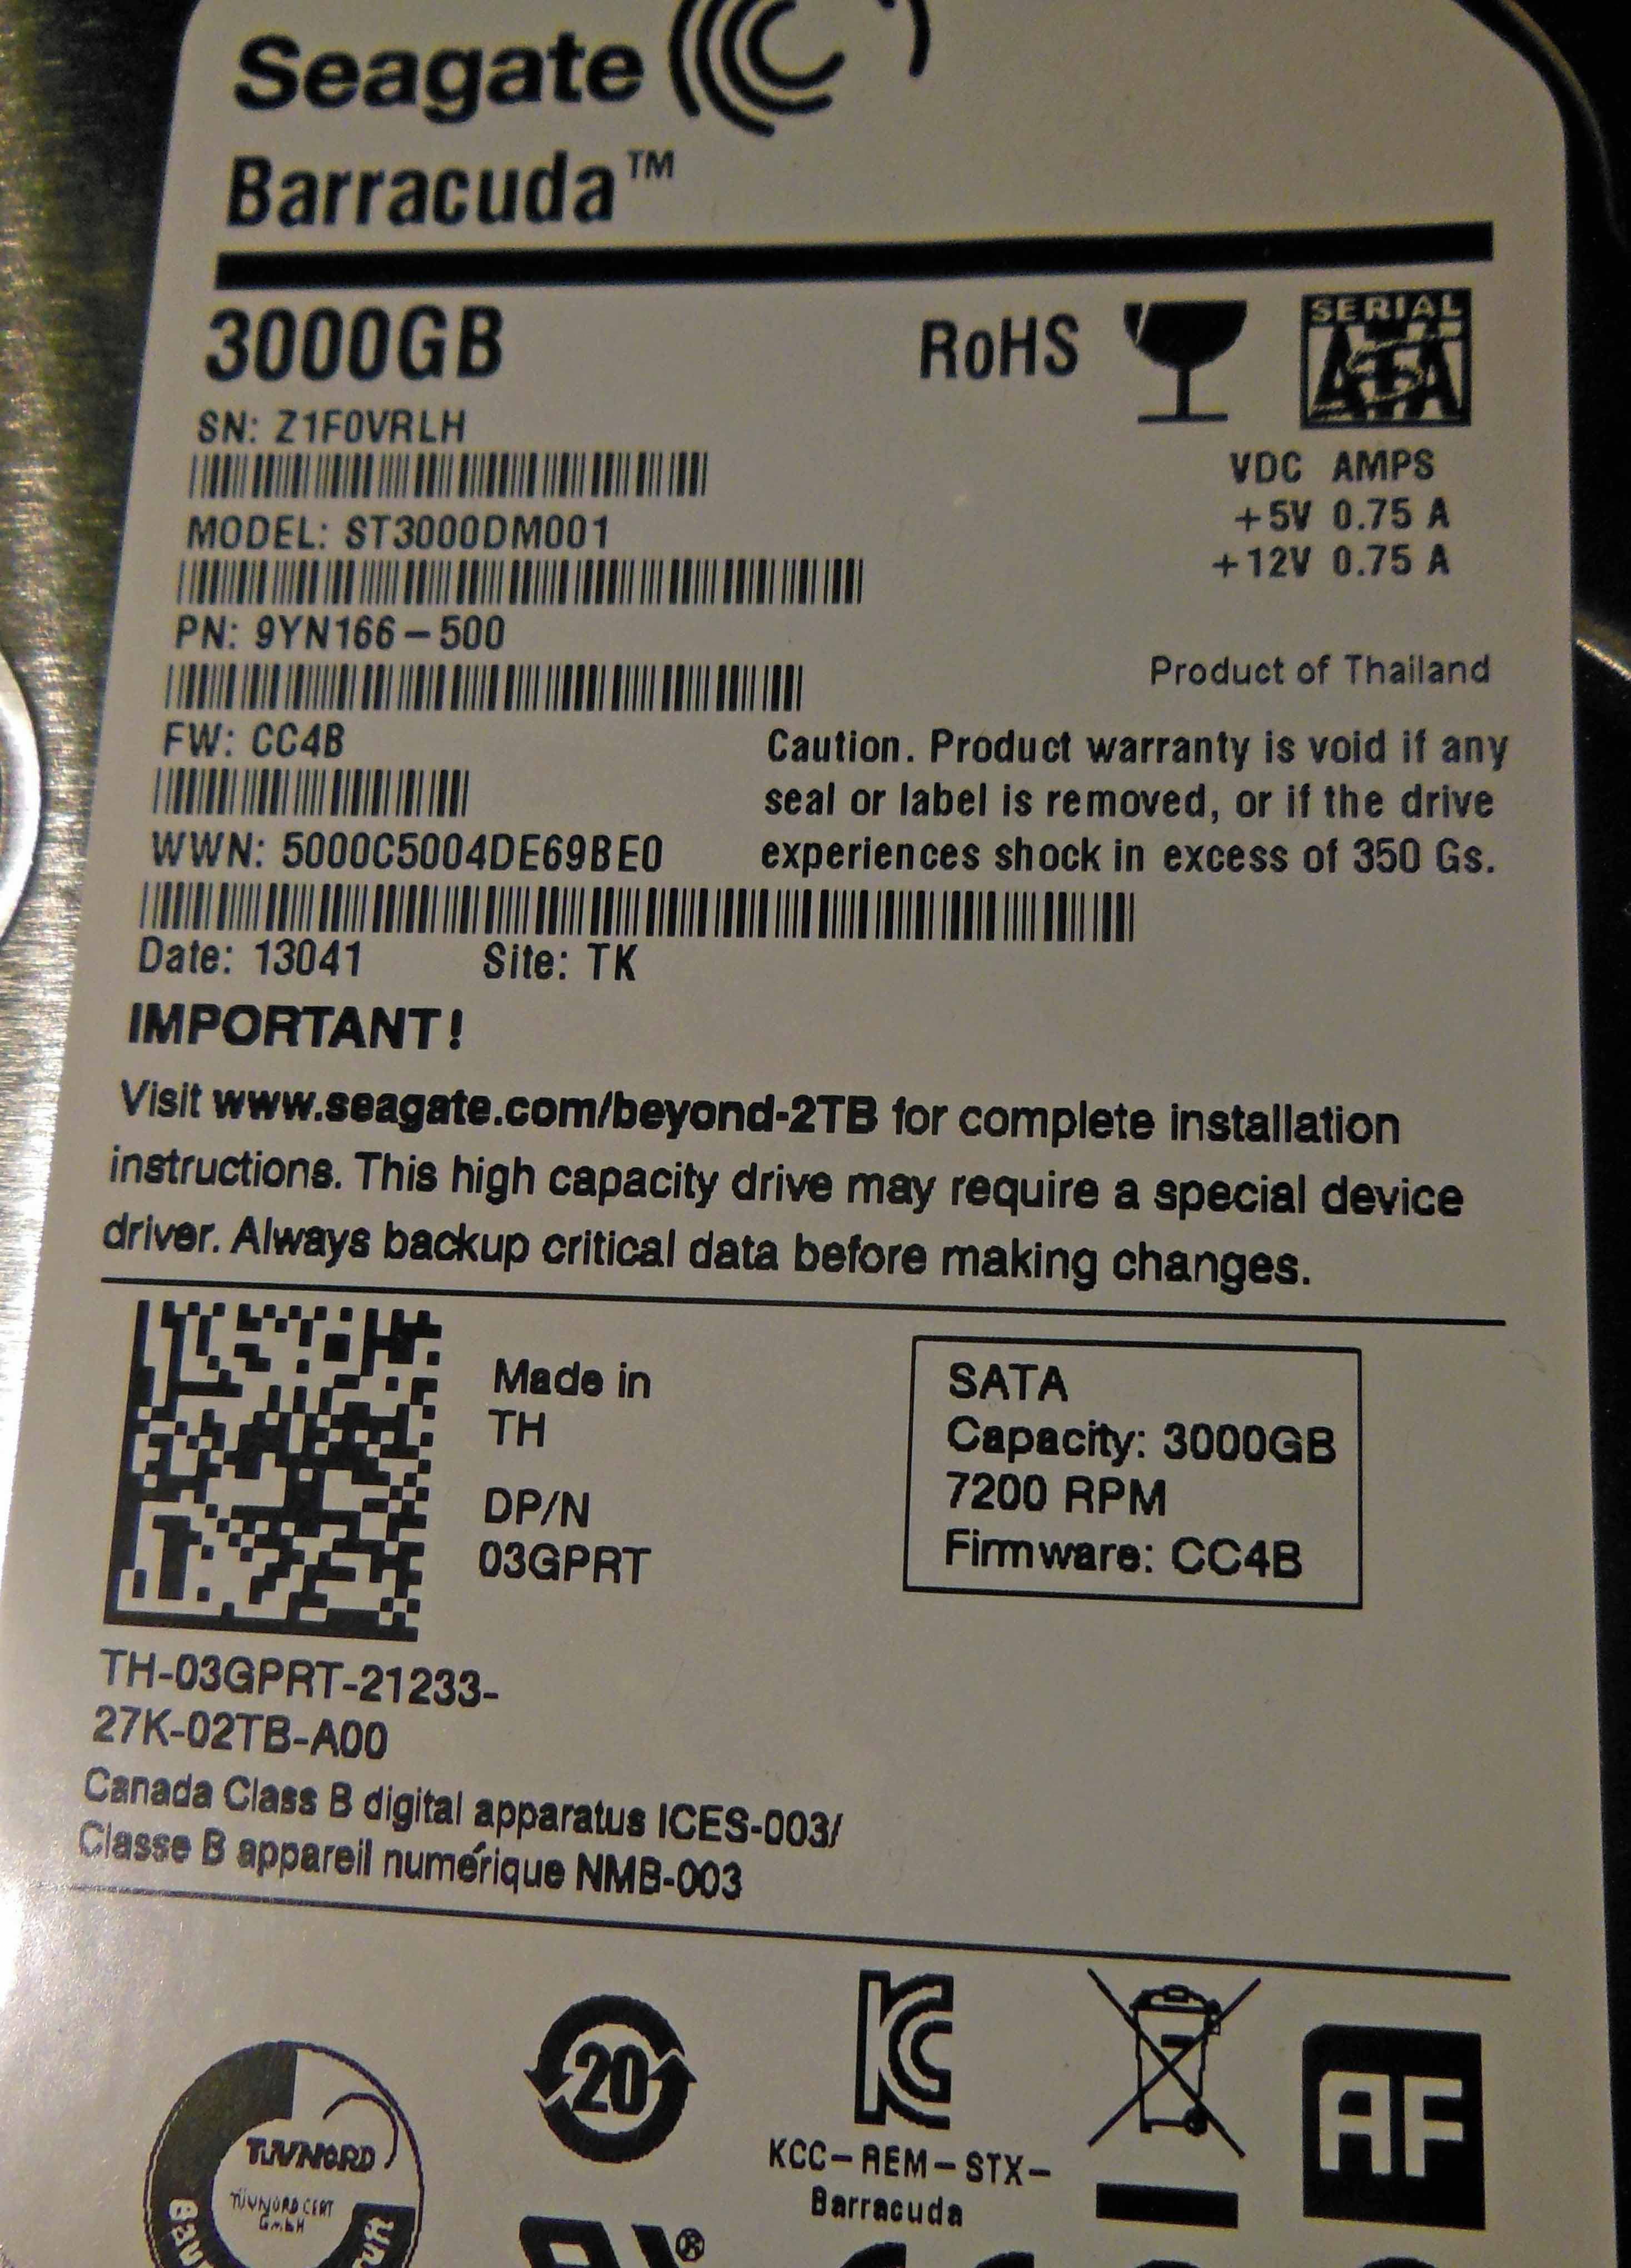 Seagate
Barracuda™
3000GB
RoHS
SERIAL
ATA
SN: Z1F0VRLH
VDC AMPS
+5V 0.75 A
+12V 0.75 A
MODEL: ST3000DM001
PN: 9YN166-500
Product of Thailand
FW: CC4B
Caution. Product warranty is void if any
seal or label is removed, or if the drive
experiences shock in excess of 350 Gs.
WWN: 5000C5004DE69BE0
Date: 13041 Site: TK
IMPORTANT!
Visit www.seagate.com/beyond-2TB for complete installation
instructions. This high capacity drive may require a special device
driver. Always backup critical data before making changes.
Made in
TH
DP/N
03GPRT
SATA
Capacity: 3000GB
7200 RPM
Firmware: CC4B
TH-03GPRT-21233-
27K-02TB-A00
Canada Class B digital apparatus ICES-003/
Classe B appareil numérique NMB-003
TÜVNORD
TÜV NORD CERT
GmbH
20
KCC-REM-STX-
Barracuda
AF